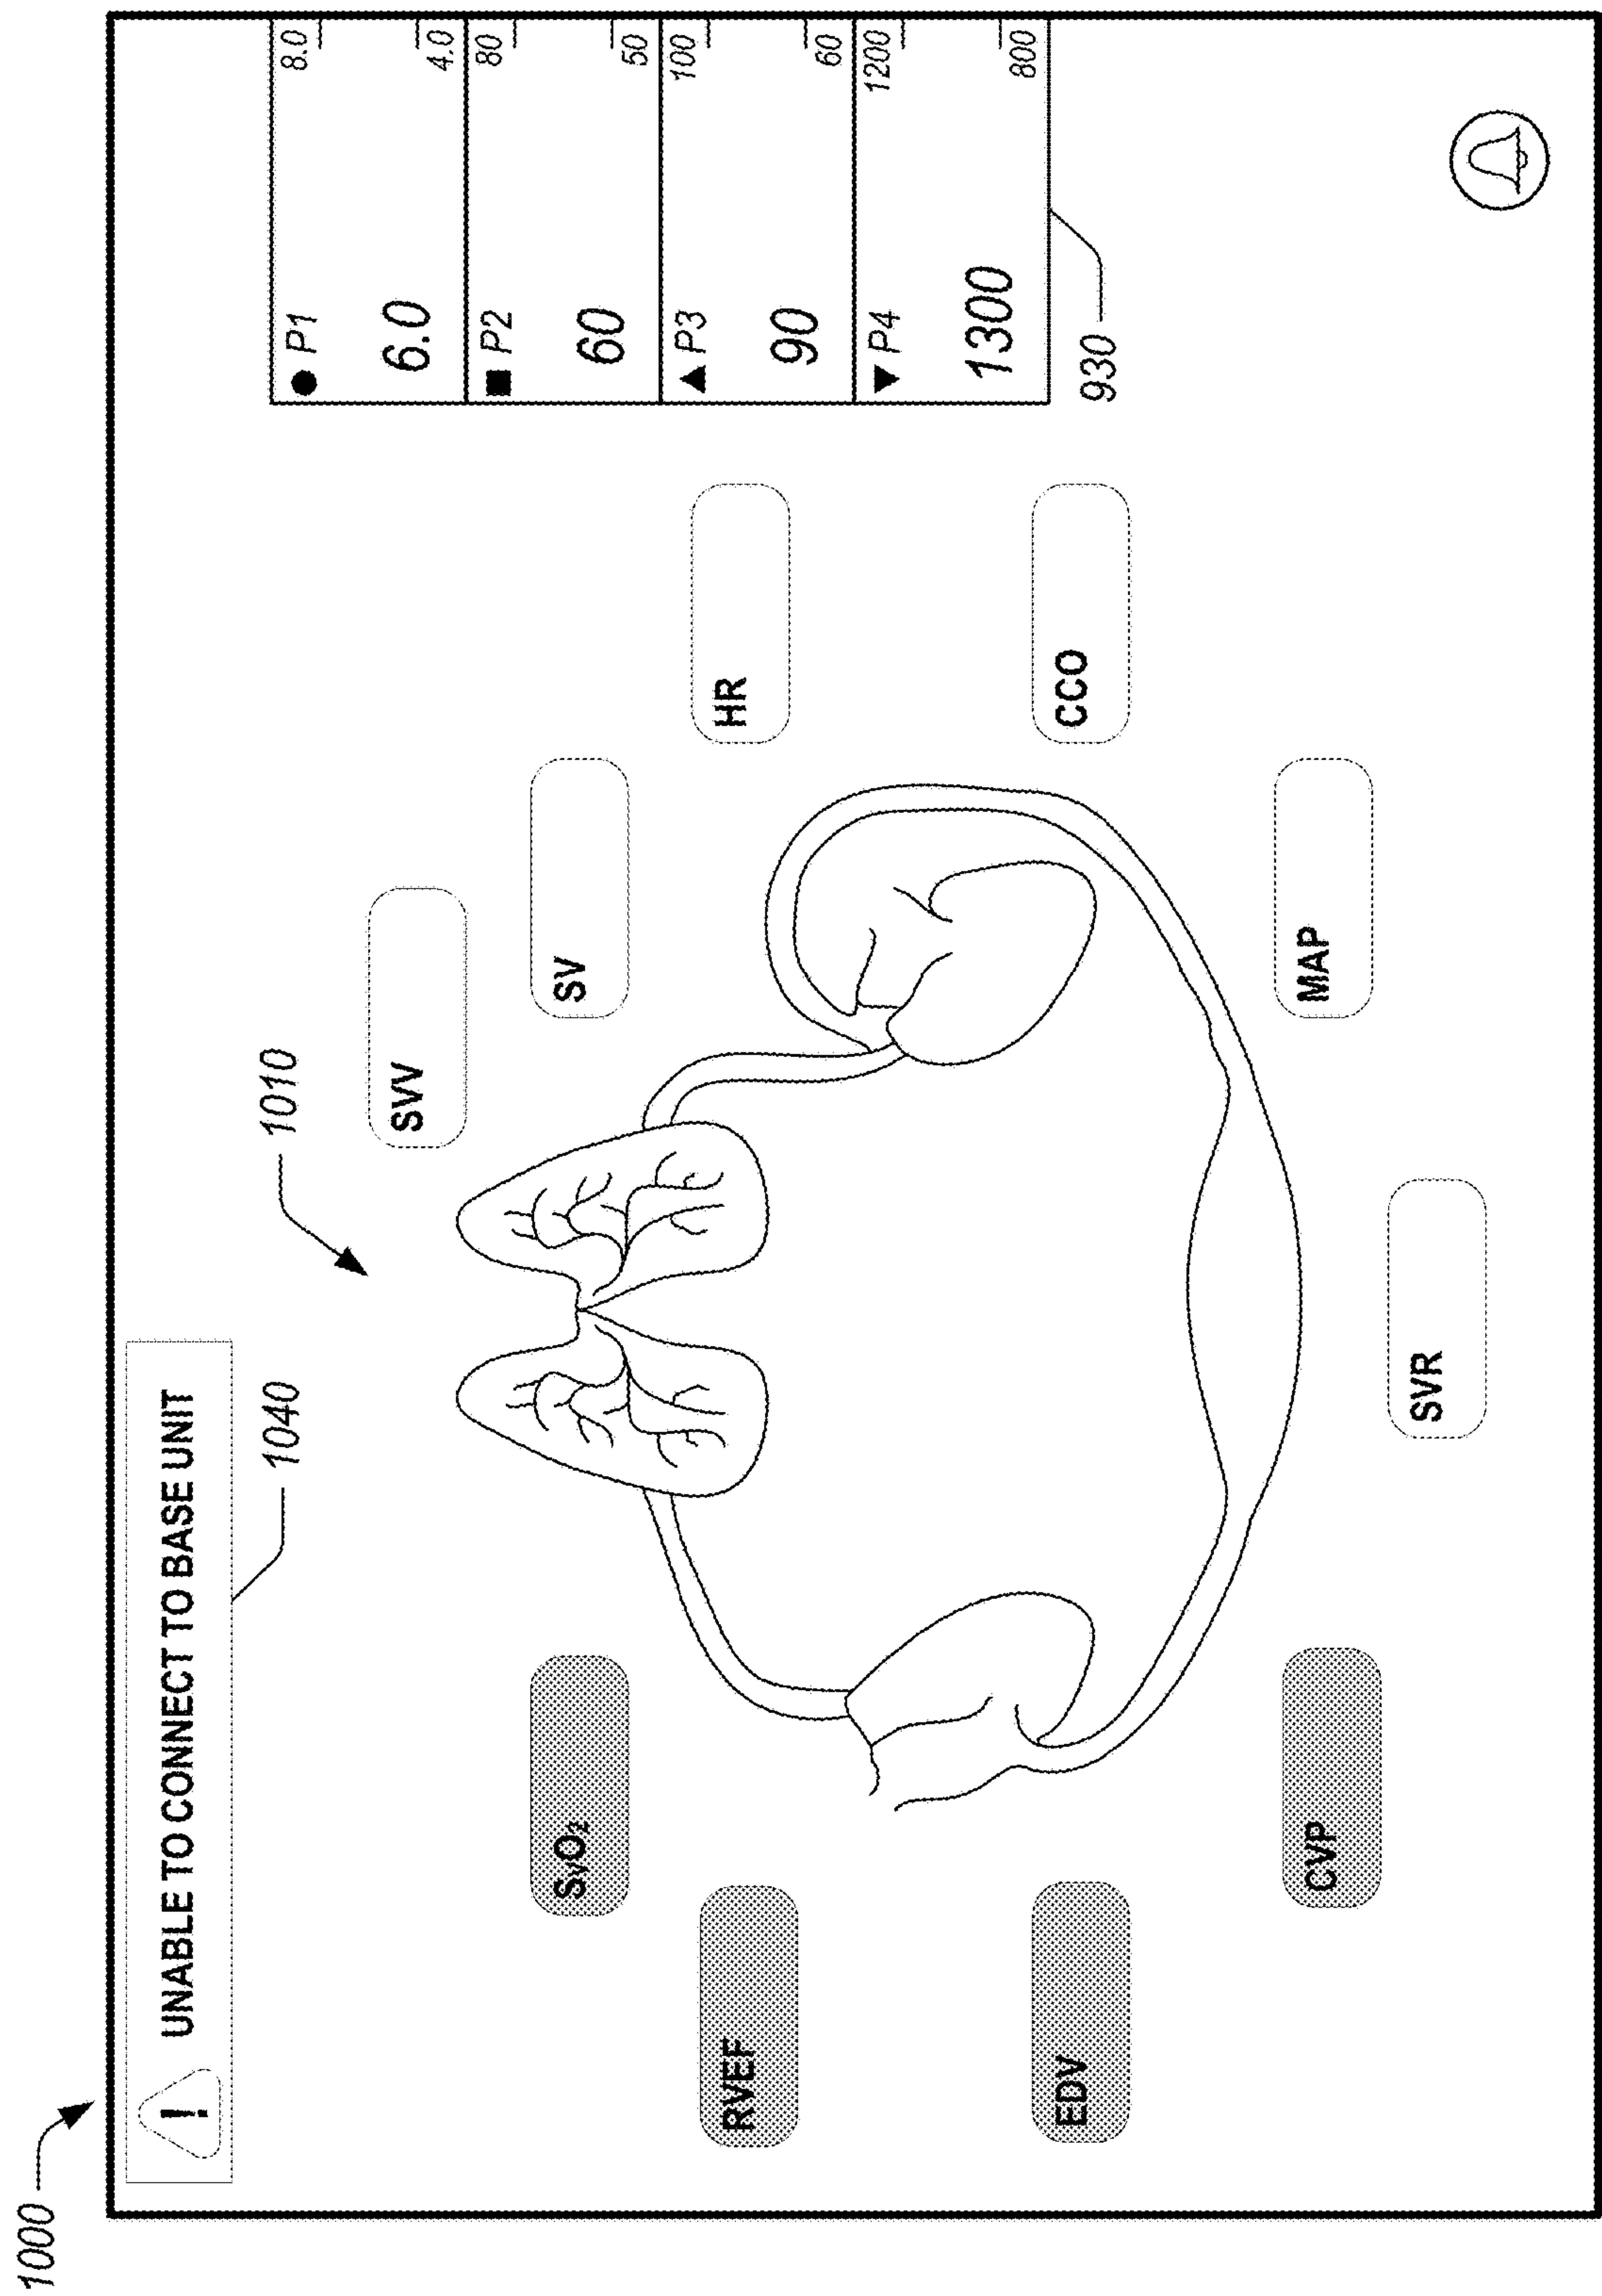 1000
! UNABLE TO CONNECT TO BASE UNIT
1040
1010
SVV
SV
SvO2
RVEF
EDV
CVP
HR
CCO
MAP
SVR
P1 8.0
6.0 4.0
P2 80
60 50
P3 100
90 60
P4 1200
1300 800
930